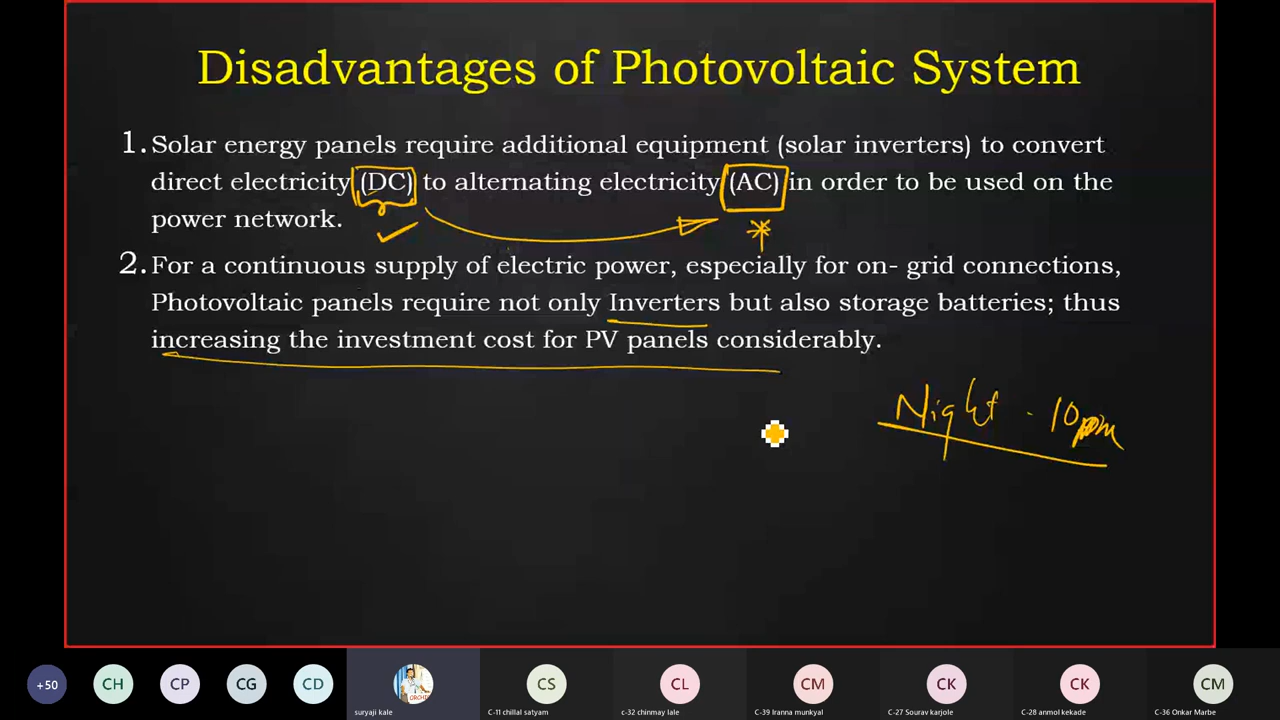 Disadvantages of Photovoltaic System
1. Solar energy panels require additional equipment (solar inverters) to convert
direct electricity (DC) to alternating electricity (AC) in order to be used on the
power network.
2. For a continuous supply of electric power, especially for on- grid connections,
Photovoltaic panels require not only Inverters but also storage batteries; thus
increasing the investment cost for PV panels considerably.
Night - 10pm
+50 CH CP CG CD CS CL CM CK CK CM
suryaji kale C-11 chillal satyam c-32 chinmay lale C-39 Iranna munkyal C-27 Sourav karjole C-28 anmol kekade C-36 Onkar Marbe